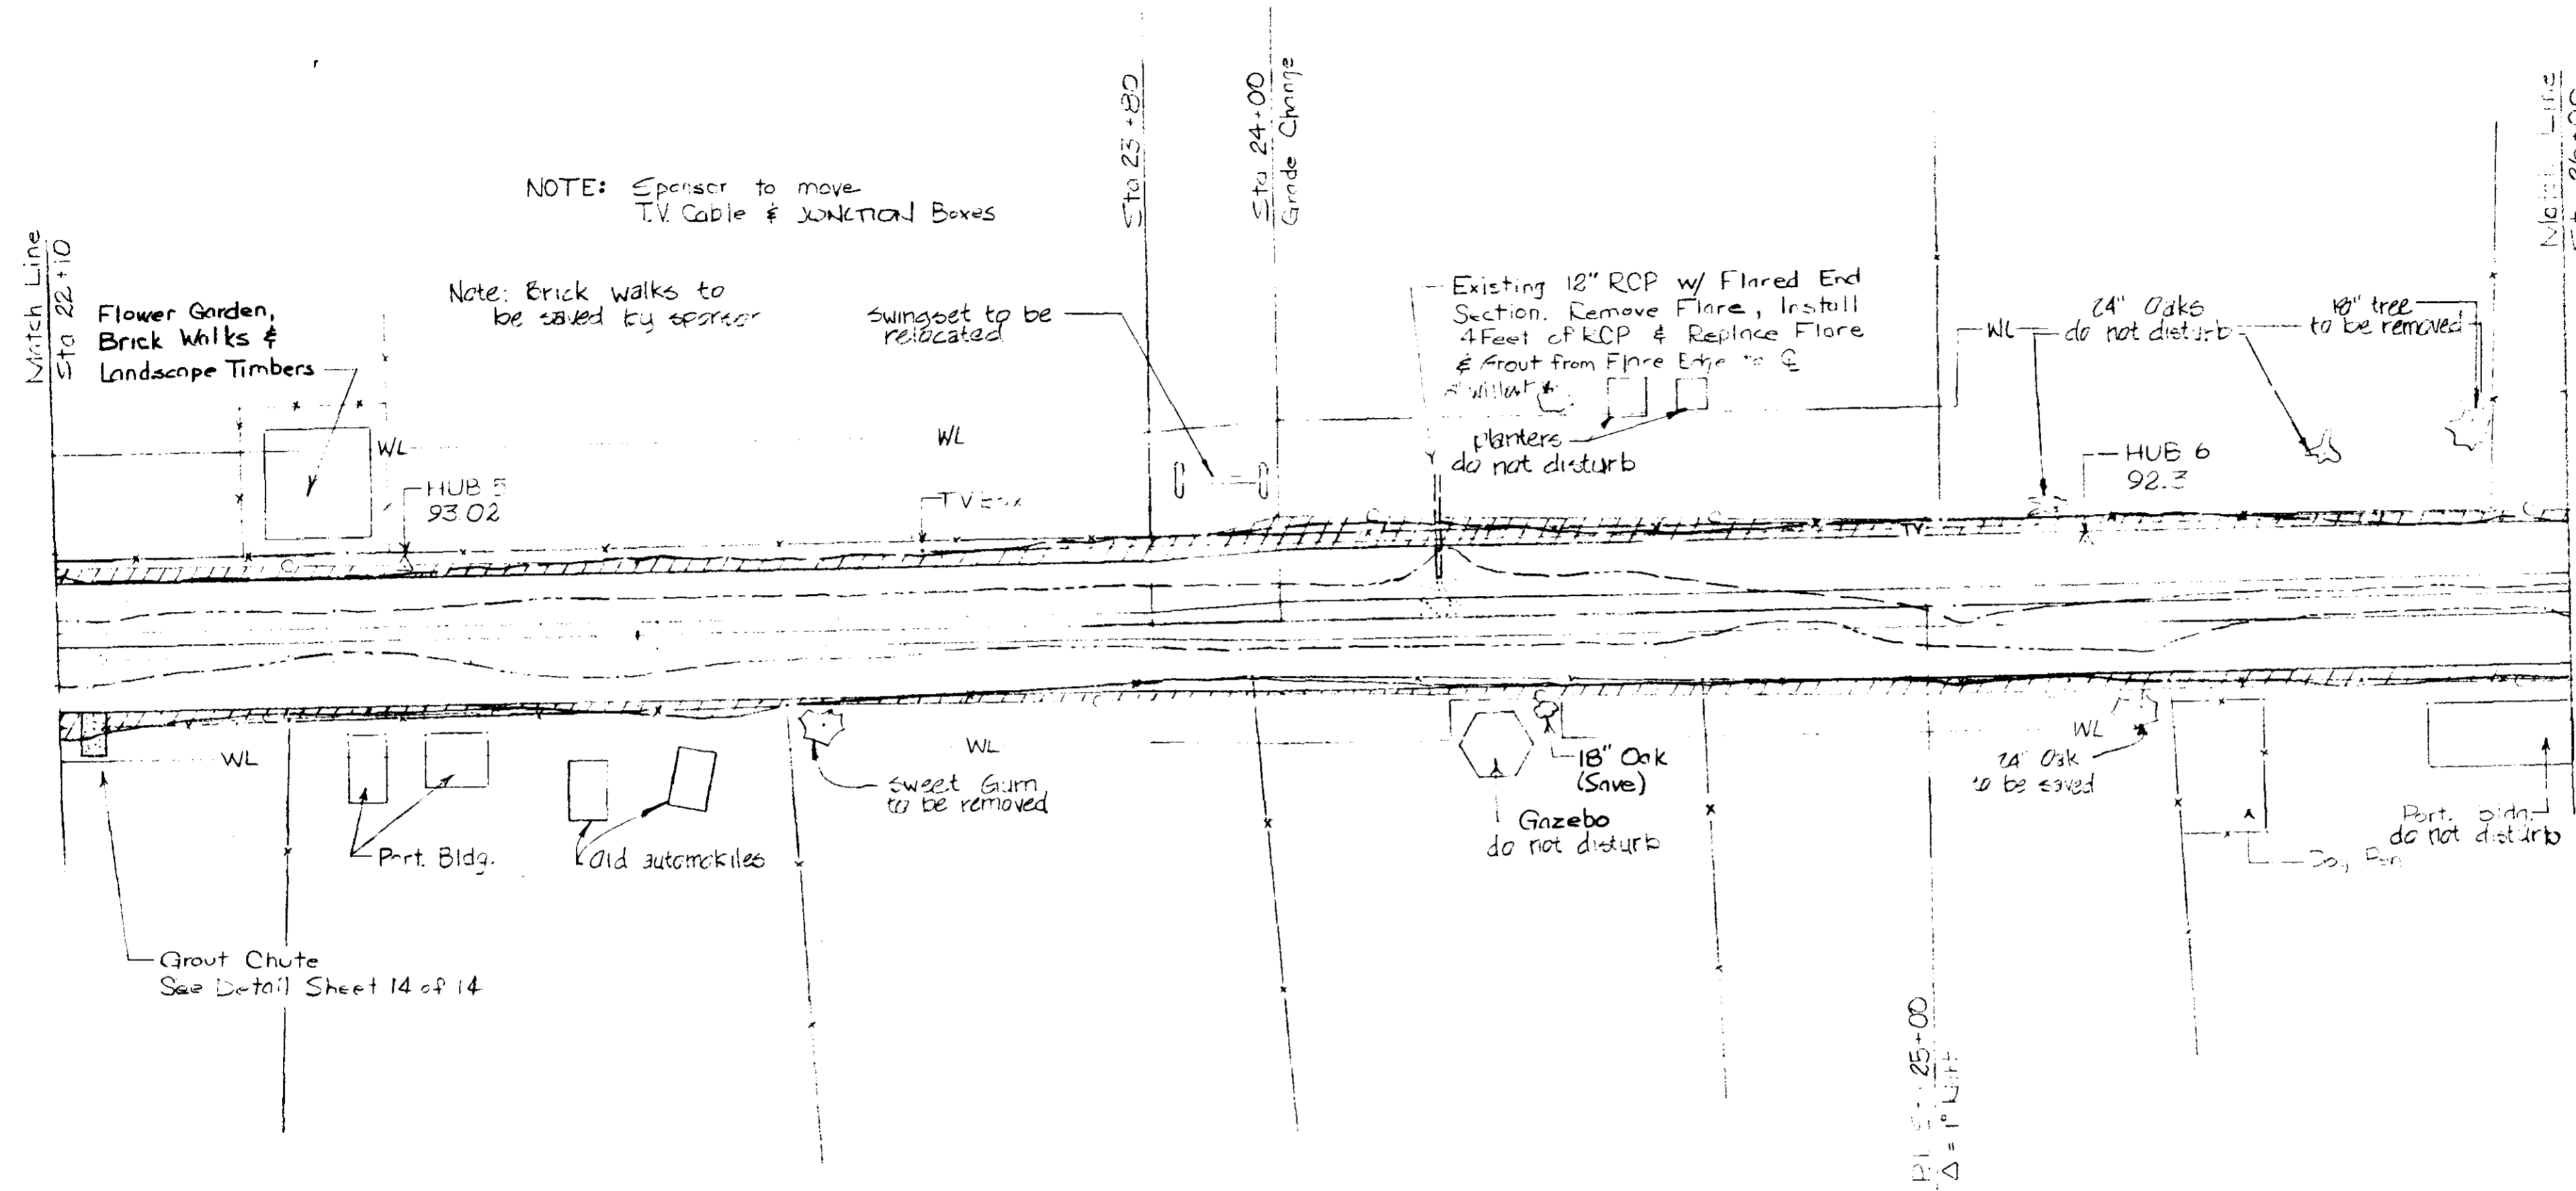 Match Line
Sta 22+10
Flower Garden,
Brick Walks &
Landscape Timbers
NOTE: Sponsor to move
T.V. Cable & JUNCTION Boxes
Note: Brick walks to
be saved by sponsor
Swingset to be
relocated
Sta 23+80
Sta 24+00
Grade Change
Existing 12" RCP w/ Flared End
Section. Remove Flare, Install
4 Feet of RCP & Replace Flare
& Grout from Flare Edge to ℄
planters
do not disturb
WL
24" Oaks
do not disturb
18" tree
to be removed
Match Line
WL
WL
HUB 5
93.02
TV Box
HUB 6
92.3
C
TV
WL
Port. Bldg.
Old automobiles
Sweet Gum
to be removed
WL
18" Oak
(Save)
Gazebo
do not disturb
WL
24" Oak
to be saved
Dog Pen
Port. Bldg.
do not disturb
Grout Chute
See Detail Sheet 14 of 14
25+00
Δ = 1°